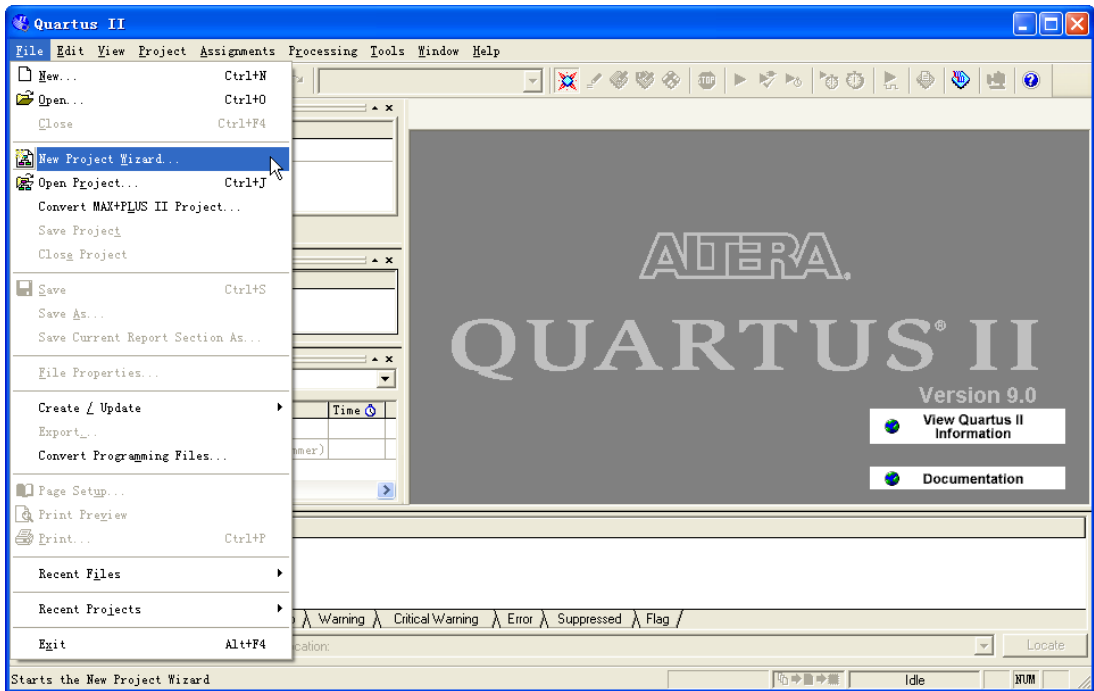 Quartus II
File Edit View Project Assignments Processing Tools Window Help
New... Ctrl+N
Open... Ctrl+O
Close Ctrl+F4
New Project Wizard...
Open Project... Ctrl+J
Convert MAX+PLUS II Project...
Save Project
Close Project
Save Ctrl+S
Save As...
Save Current Report Section As...
File Properties...
Create / Update
Export...
Convert Programming Files...
Page Setup...
Print Preview
Print... Ctrl+P
Recent Files
Recent Projects
Exit Alt+F4
STOP
Time
ALTERA®
QUARTUS® II
Version 9.0
View Quartus II
Information
Documentation
Warning Critical Warning Error Suppressed Flag
Locate
Starts the New Project Wizard Idle NUM